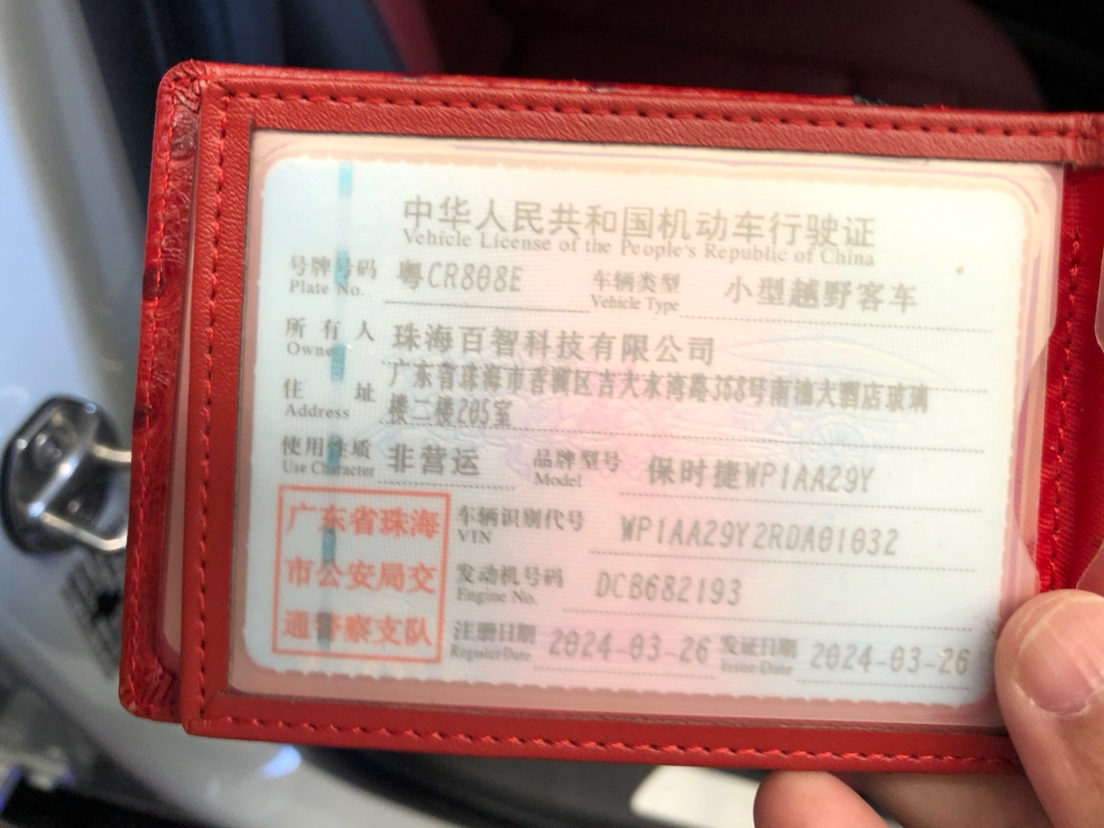 中华人民共和国机动车行驶证
Vehicle License of the People's Republic of China
号牌号码 粤CR808E 车辆类型 小型越野客车
Plate No. Vehicle Type
所有人 珠海百智科技有限公司
Owner
住址 广东省珠海市香洲区吉大水湾路368号南油大酒店玻璃
Address 楼二楼205室
使用性质 非营运 品牌型号 保时捷WP1AA29Y
Use Character Model
广东省珠海
市公安局交
通警察支队
车辆识别代号 WP1AA29Y2RDA01032
VIN
发动机号码 DCB682193
Engine No.
注册日期 2024-03-26 发证日期 2024-03-26
Register Date Issue Date